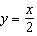 y = x/2